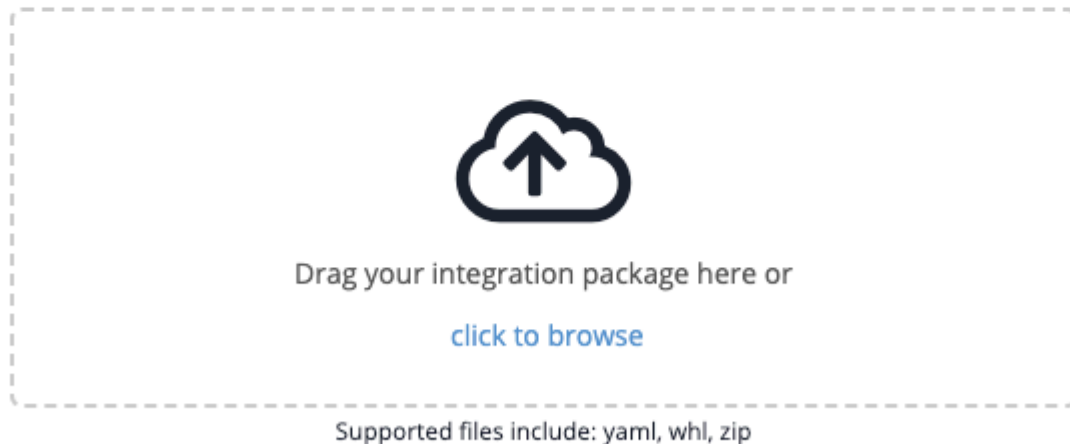 Drag your integration package here or
click to browse
Supported files include: yaml, whl, zip